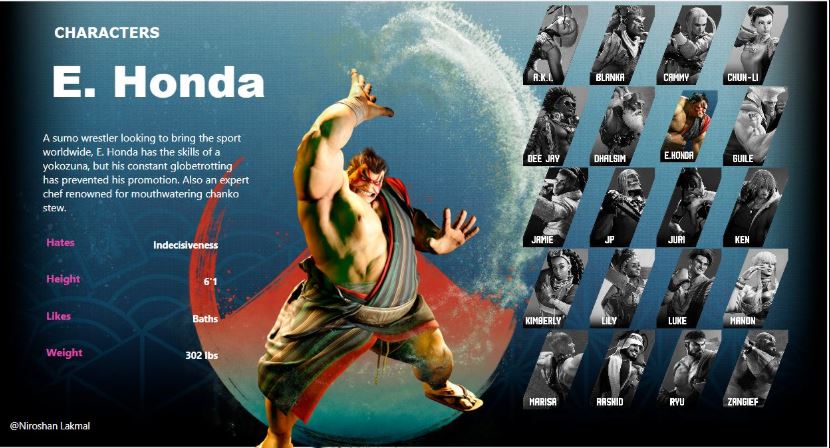 CHARACTERS
E. Honda
A sumo wrestler looking to bring the sport
worldwide, E. Honda has the skills of a
yokozuna, but his constant globetrotting
has prevented his promotion. Also an expert
chef renowned for mouthwatering chanko
stew.
Hates Indecisiveness
Height 6'1
Likes Baths
Weight 302 lbs
@Niroshan Lakmal
A.K.I. BLANKA CAMMY CHUN-LI
DEE JAY DHALSIM E.HONDA GUILE
JAMIE JP JURI KEN
KIMBERLY LILY LUKE MANON
MARISA RASHID RYU ZANGIEF